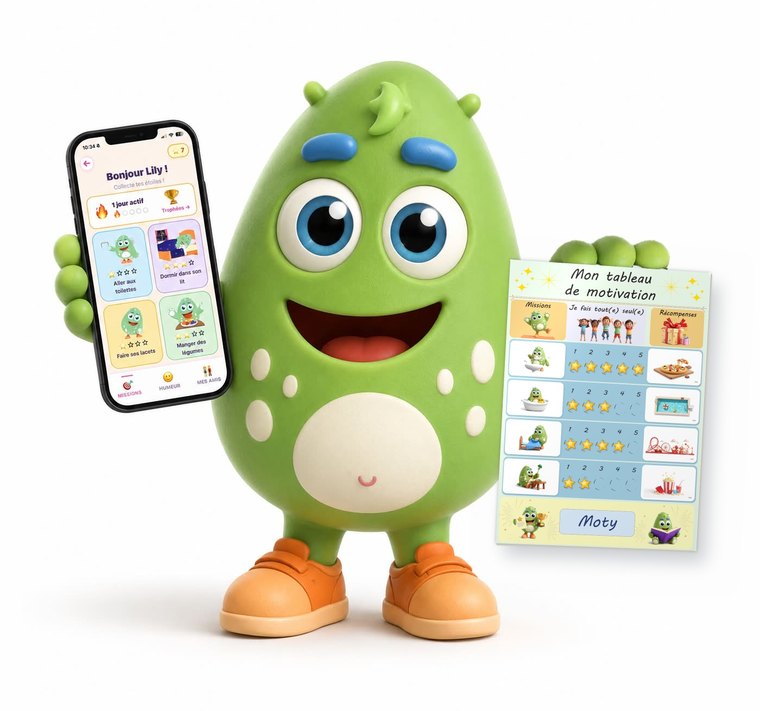 10:34
7
Bonjour Lily !
Collecte tes étoiles !
1 jour actif
Trophées →
Aller aux
toilettes
Dormir dans son
lit
Faire ses lacets
Manger des
légumes
MISSIONS
HUMEUR
MES AMIS
Mon tableau
de motivation
Missions
Je fais tout(e) seul(e)
Récompenses
1 2 3 4 5
1 2 3 4 5
1 2 3 4 5
1 2 3 4 5
Moty